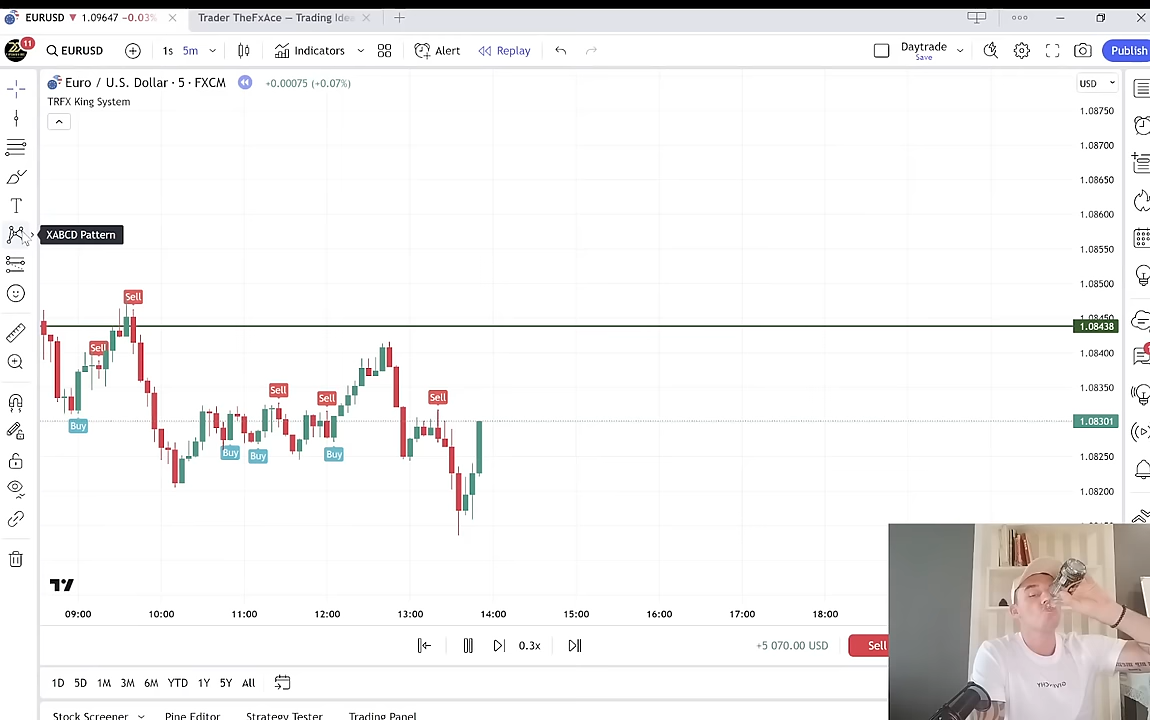 EURUSD ▼ 1.09647 -0.03%
Trader TheFxAce — Trading Idea
11
EURUSD
1s 5m
Indicators
Alert
Replay
Daytrade
Save
Publish
Euro / U.S. Dollar · 5 · FXCM
+0.00075 (+0.07%)
USD
TRFX King System
1.08750
1.08700
1.08650
1.08600
XABCD Pattern
1.08550
1.08500
Sell
1.08450
1.08438
Sell
1.08400
Sell
Sell
Sell
1.08350
Buy
1.08301
Buy
Buy
Buy
1.08250
1.08200
09:00 10:00 11:00 12:00 13:00 14:00 15:00 16:00 17:00 18:00
0.3x
+5 070.00 USD
Sell
1D 5D 1M 3M 6M YTD 1Y 5Y All
Stock Screener Pine Editor Strategy Tester Trading Panel